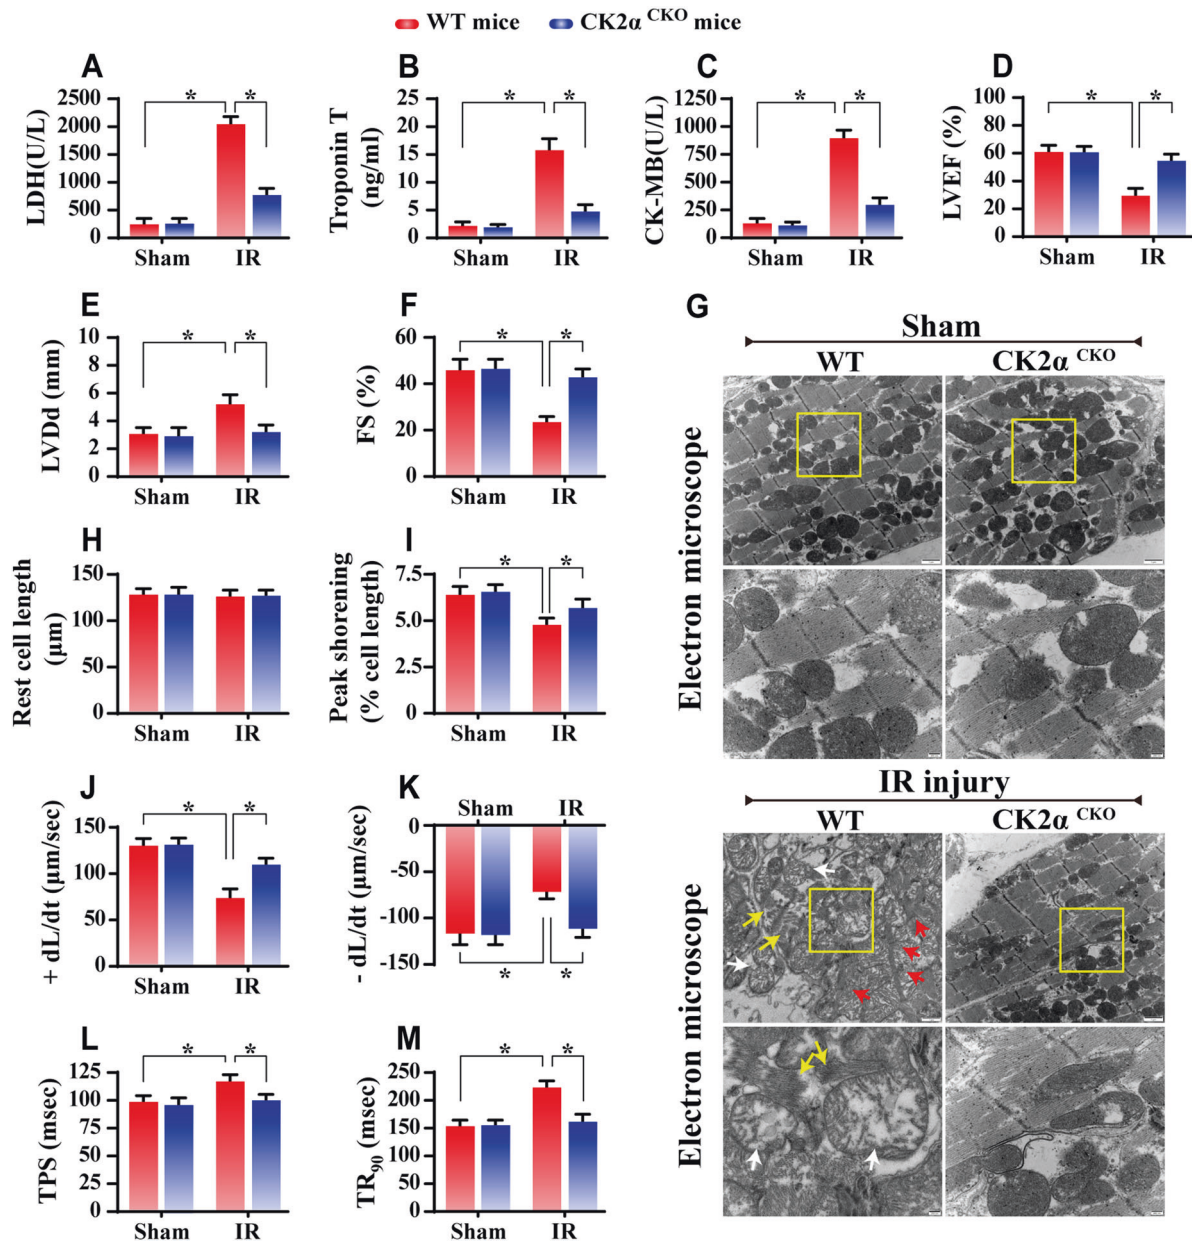 WT mice CK2α CKO mice
A
LDH(U/L)
2500
2000
1500
1000
500
0
Sham IR
* *
B
Troponin T
(ng/ml)
25
20
15
10
5
0
Sham IR
* *
C
CK-MB(U/L)
1250
1000
750
500
250
0
Sham IR
* *
D
LVEF (%)
100
80
60
40
20
0
Sham IR
* *
E
LVDd (mm)
10
8
6
4
2
0
Sham IR
* *
F
FS (%)
60
40
20
0
Sham IR
* *
G
Sham
WT CK2α CKO
Electron microscope
IR injury
WT CK2α CKO
Electron microscope
H
Rest cell length
(μm)
150
100
50
0
Sham IR
I
Peak shorening
(% cell length)
7.5
5.0
2.5
0
Sham IR
* *
J
+ dL/dt (μm/sec)
150
100
50
0
Sham IR
* *
K
Sham IR
- dL/dt (μm/sec)
0
-50
-100
-150
* *
L
TPS (msec)
125
100
75
50
25
0
Sham IR
* *
M
TR90 (msec)
250
200
150
100
50
0
Sham IR
* *